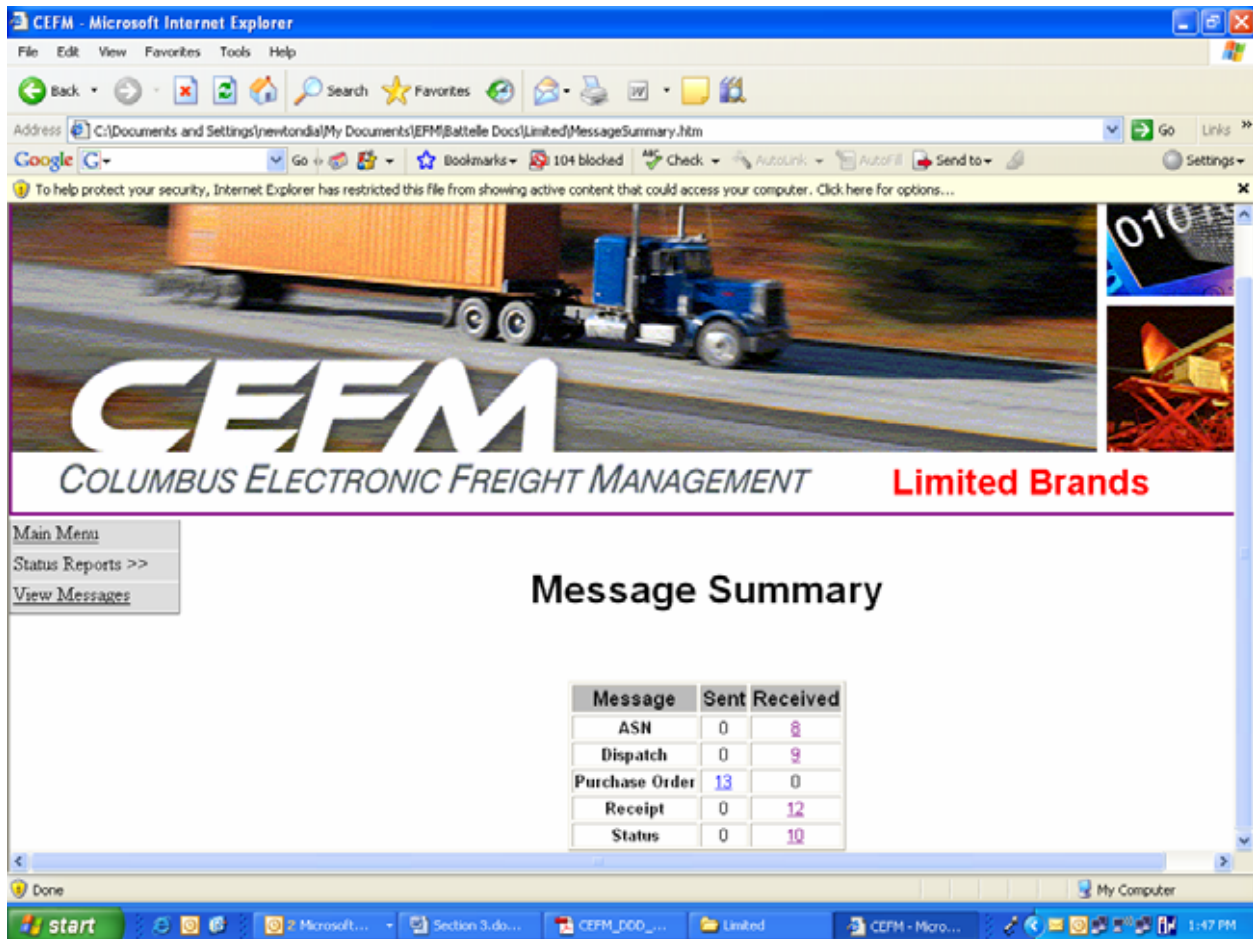 CEFM - Microsoft Internet Explorer
File Edit View Favorites Tools Help
Back Search Favorites
Address C:\Documents and Settings\newtondia\My Documents\EFM\Battelle Docs\Limited\MessageSummary.htm Go Links »
Google G Go Bookmarks 104 blocked Check AutoLink AutoFill Send to Settings
To help protect your security, Internet Explorer has restricted this file from showing active content that could access your computer. Click here for options...
010
CEFM
COLUMBUS ELECTRONIC FREIGHT MANAGEMENT Limited Brands
Main Menu
Status Reports >>
View Messages
Message Summary
Message Sent Received
ASN 0 8
Dispatch 0 9
Purchase Order 13 0
Receipt 0 12
Status 0 10
Done My Computer
start 2 Microsoft... Section 3.do... CEFM_DDD_... Limited CEFM - Micro... 1:47 PM